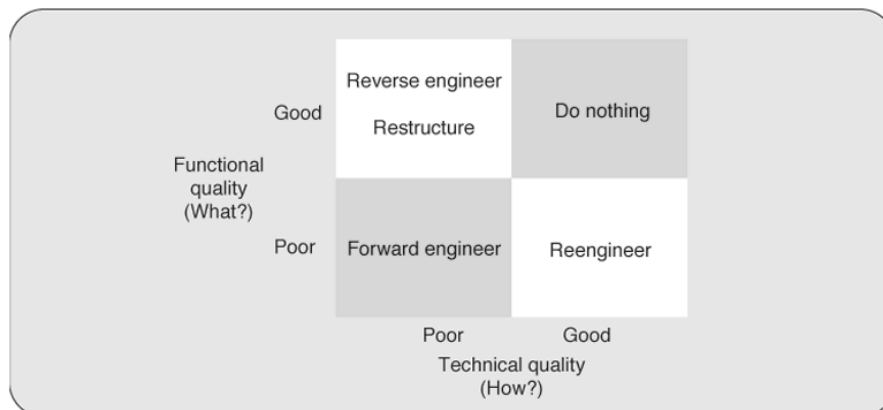 Reverse engineer
Good
Do nothing
Restructure
Functional
quality
(What?)
Poor
Forward engineer
Reengineer
Poor
Good
Technical quality
(How?)